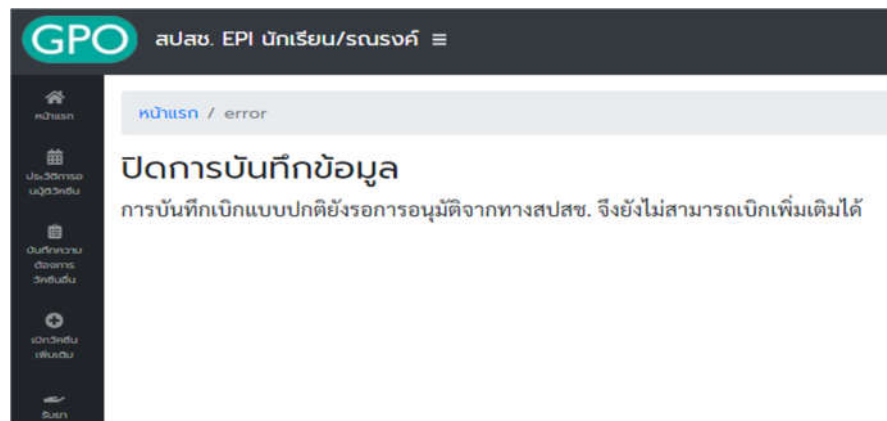 GPO สปสช. EPI นักเรียน/รณรงค์
หน้าแรก
หน้าแรก / error
ประวัติการอ
นุมัติวัคซีน
ปิดการบันทึกข้อมูล
การบันทึกเบิกแบบปกติยังรอการอนุมัติจากทางสปสช. จึงยังไม่สามารถเบิกเพิ่มเติมได้
บันทึกความ
ต้องการ
วัคซีนอื่น
เบิกวัคซีน
เพิ่มเติม
รับยา